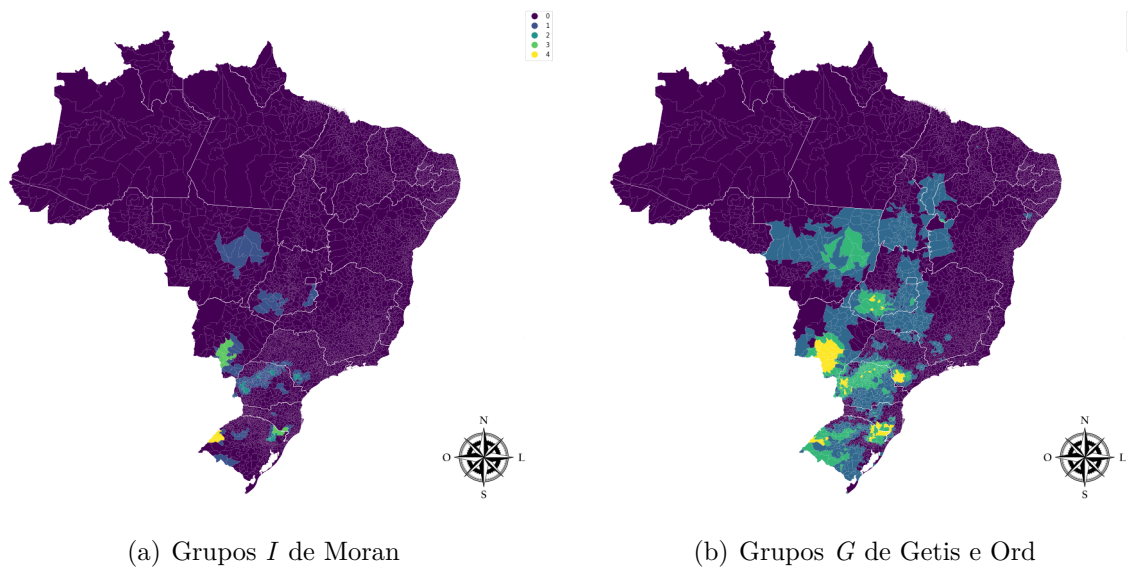 0
1
2
3
4
N
O
L
S
N
O
L
S
(a) Grupos I de Moran
(b) Grupos G de Getis e Ord